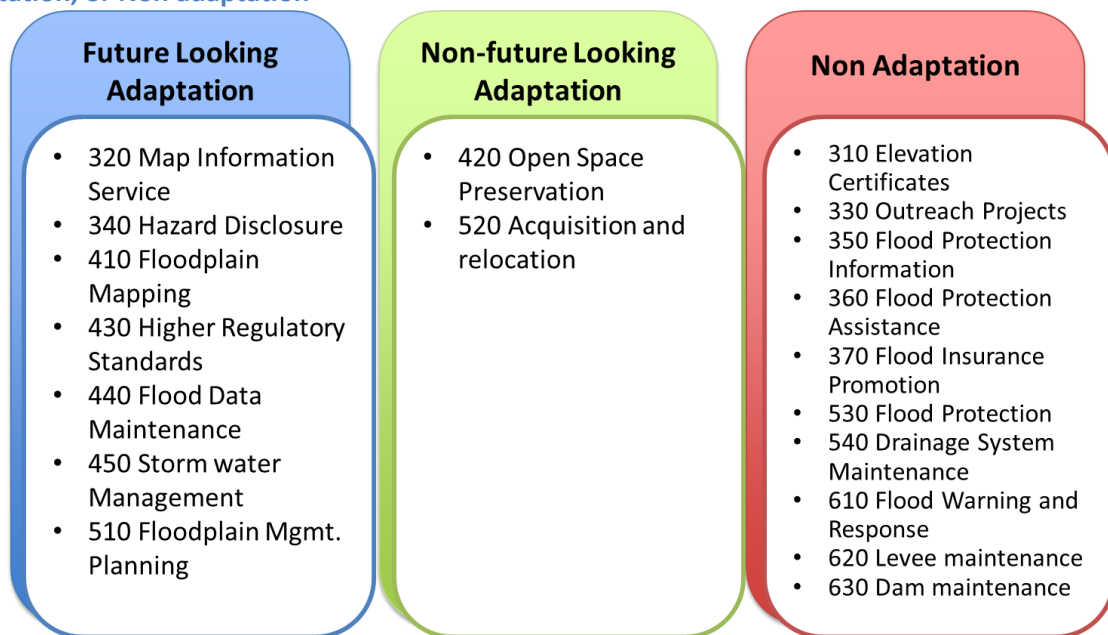 Future Looking
Adaptation
• 320 Map Information
Service
• 340 Hazard Disclosure
• 410 Floodplain
Mapping
• 430 Higher Regulatory
Standards
• 440 Flood Data
Maintenance
• 450 Storm water
Management
• 510 Floodplain Mgmt.
Planning
Non-future Looking
Adaptation
• 420 Open Space
Preservation
• 520 Acquisition and
relocation
Non Adaptation
• 310 Elevation
Certificates
• 330 Outreach Projects
• 350 Flood Protection
Information
• 360 Flood Protection
Assistance
• 370 Flood Insurance
Promotion
• 530 Flood Protection
• 540 Drainage System
Maintenance
• 610 Flood Warning and
Response
• 620 Levee maintenance
• 630 Dam maintenance